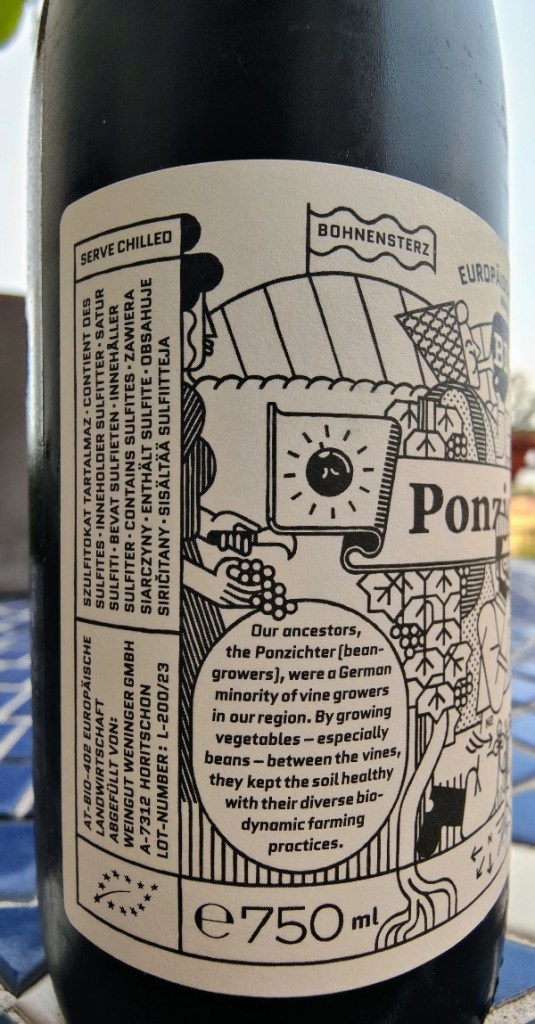 SERVE CHILLED
SZULFITOKAT TARTALMAZ · CONTIENT DES
SULFITES · INNEHOLDER SULFITTER · SATUR
SULFITI · BEVAT SULFIETEN · INNEHÅLLER
SULFITER · CONTAINS SULFITES · ZAWIERA
SIARCZYNY · ENTHÄLT SULFITE · OBSAHUJE
SIRIČITANY · SISÄLTÄÄ SULFIITTEJA
AT-BIO-402 EUROPÄISCHE
LANDWIRTSCHAFT
ABGEFÜLLT VON:
WEINGUT WENINGER GMBH
A-7312 HORITSCHON
LOT-NUMBER: L-200/23
BOHNENSTERZ
Our ancestors,
the Ponzichter (bean-
growers), were a German
minority of vine growers
in our region. By growing
vegetables – especially
beans – between the vines,
they kept the soil healthy
with their diverse bio-
dynamic farming
practices.
℮750 ml